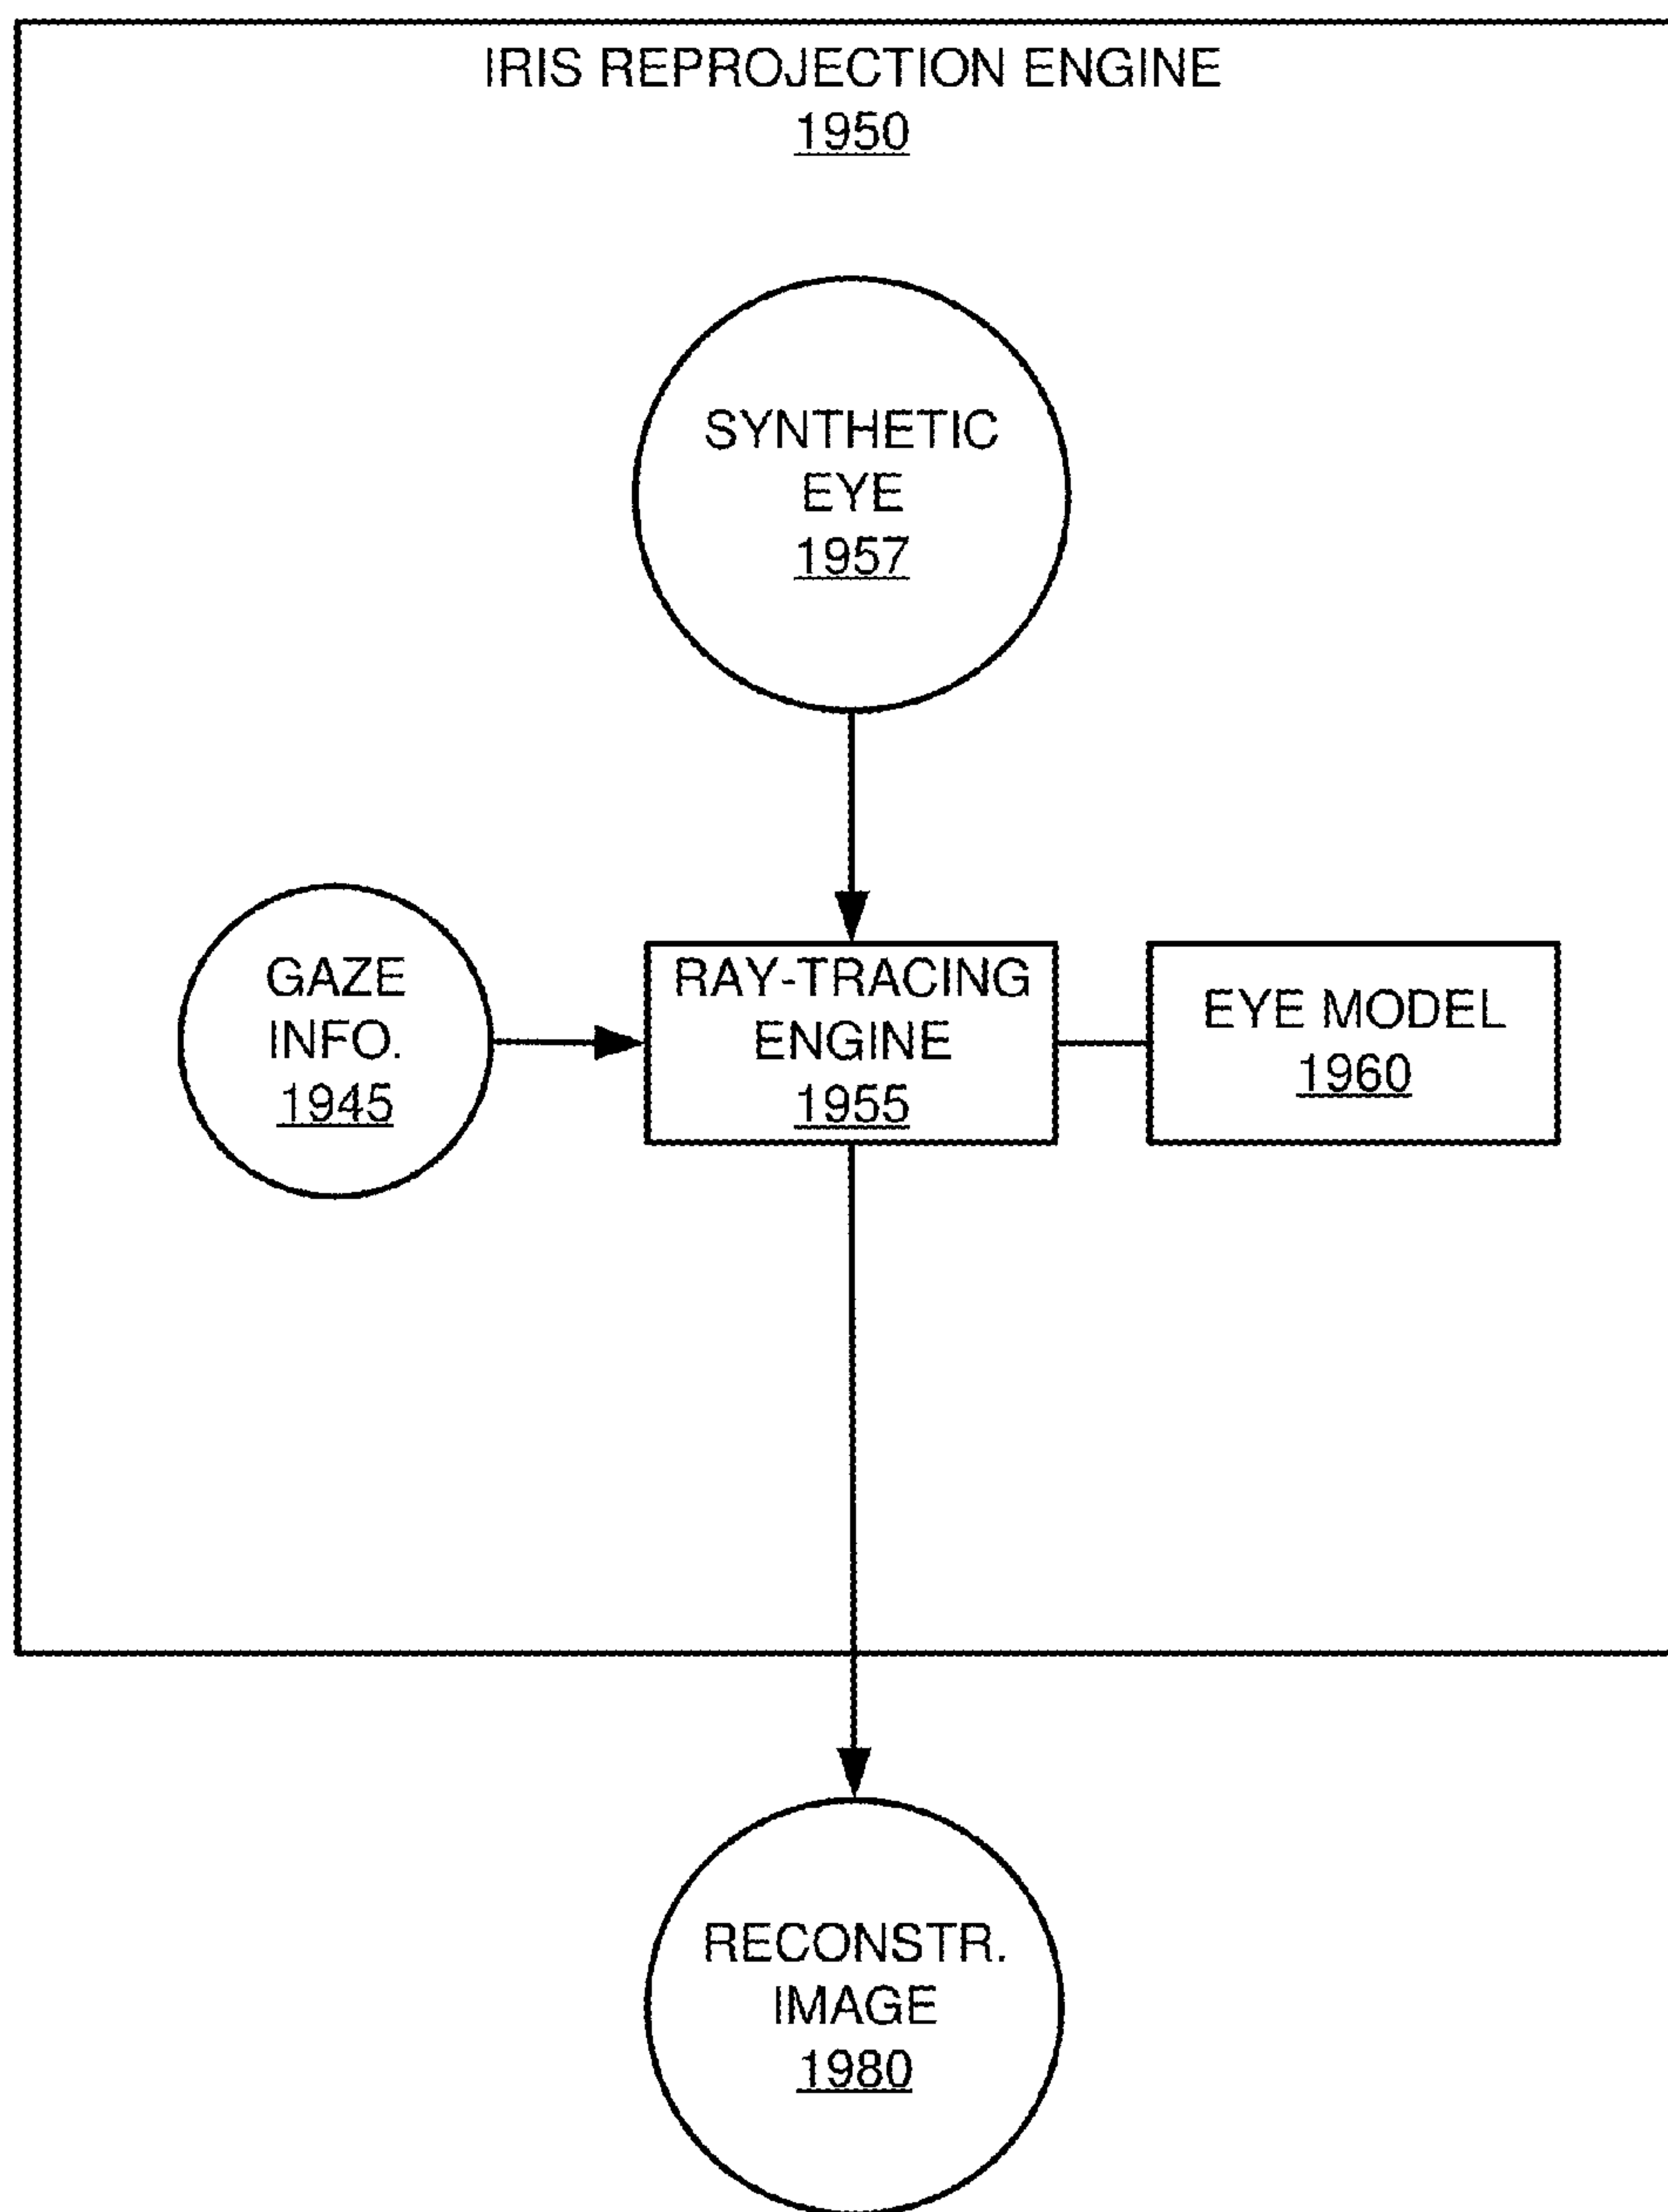 IRIS REPROJECTION ENGINE
1950
SYNTHETIC
EYE
1957
GAZE
INFO.
1945
RAY-TRACING
ENGINE
1955
EYE MODEL
1960
RECONSTR.
IMAGE
1980